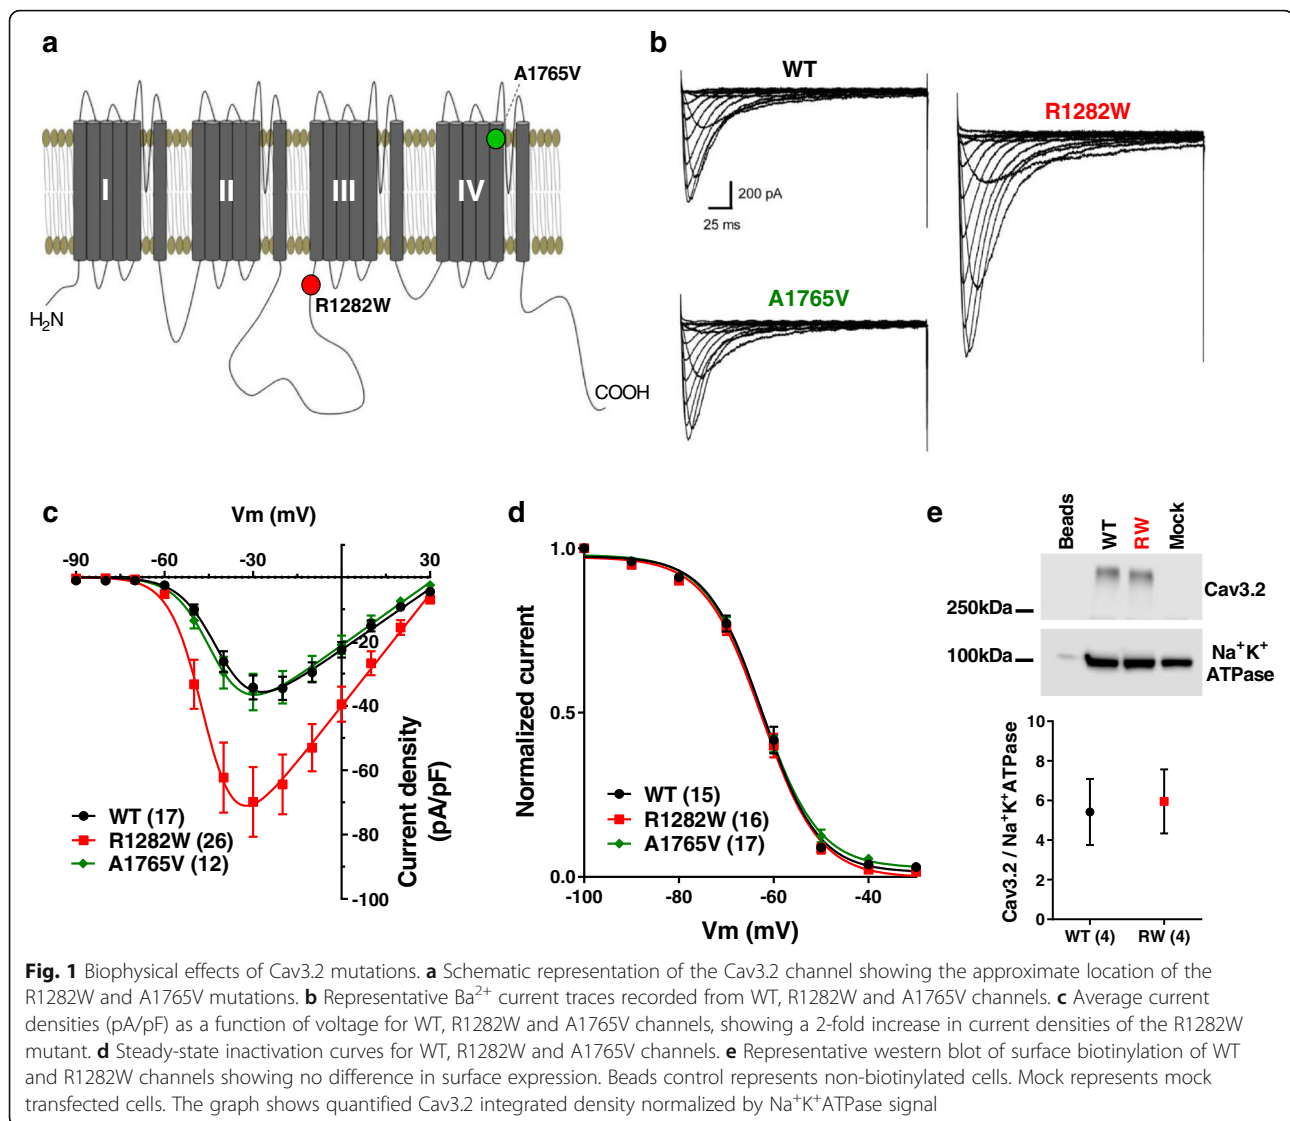 a
A1765V
I
II
III
IV
R1282W
H₂N
COOH
b
WT
200 pA
25 ms
R1282W
A1765V
c
Vm (mV)
-90
-60
-30
30
-20
-40
-60
-80
-100
Current density
(pA/pF)
WT (17)
R1282W (26)
A1765V (12)
d
Normalized current
1.0
0.5
0.0
-100
-80
-60
-40
Vm (mV)
WT (15)
R1282W (16)
A1765V (17)
e
Beads
WT
RW
Mock
250kDa
Cav3.2
100kDa
Na⁺K⁺
ATPase
Cav3.2 / Na⁺K⁺ATPase
10
8
6
4
2
0
WT (4)
RW (4)
Fig. 1 Biophysical effects of Cav3.2 mutations. a Schematic representation of the Cav3.2 channel showing the approximate location of the
R1282W and A1765V mutations. b Representative Ba²⁺ current traces recorded from WT, R1282W and A1765V channels. c Average current
densities (pA/pF) as a function of voltage for WT, R1282W and A1765V channels, showing a 2-fold increase in current densities of the R1282W
mutant. d Steady-state inactivation curves for WT, R1282W and A1765V channels. e Representative western blot of surface biotinylation of WT
and R1282W channels showing no difference in surface expression. Beads control represents non-biotinylated cells. Mock represents mock
transfected cells. The graph shows quantified Cav3.2 integrated density normalized by Na⁺K⁺ATPase signal